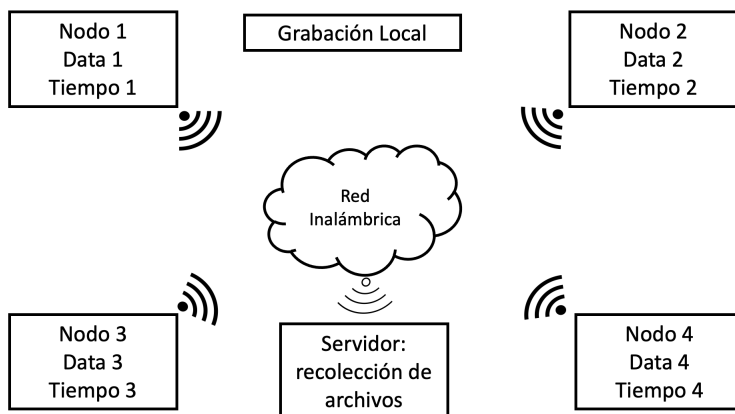 Nodo 1
Data 1
Tiempo 1
Grabación Local
Nodo 2
Data 2
Tiempo 2
Red
Inalámbrica
Nodo 3
Data 3
Tiempo 3
Servidor:
recolección de
archivos
Nodo 4
Data 4
Tiempo 4